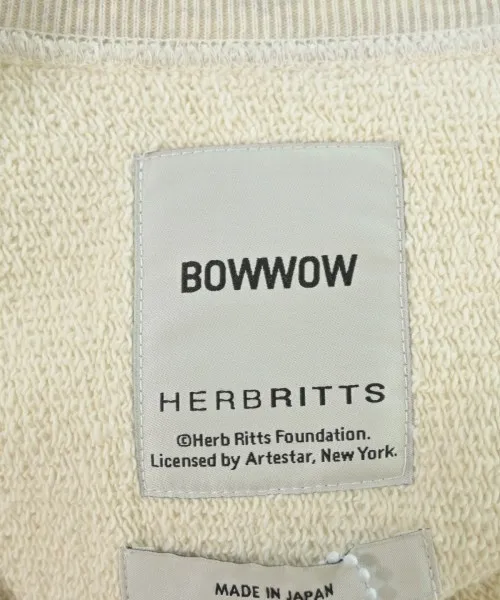 BOWWOW
HERBRITTS
©Herb Ritts Foundation.
Licensed by Artestar, New York.
MADE IN JAPAN